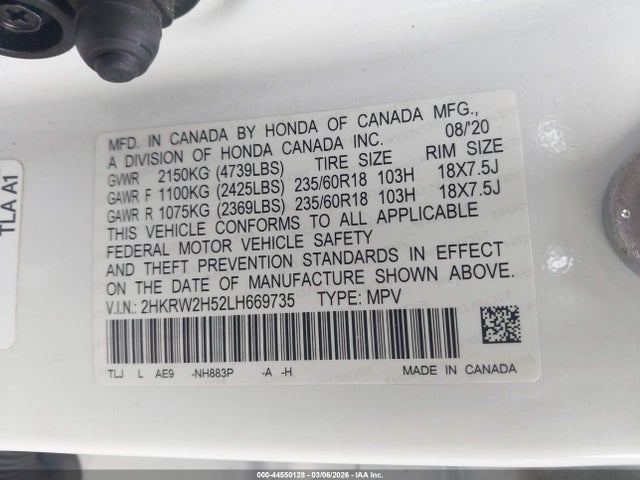 MFD. IN CANADA BY HONDA OF CANADA MFG.,
A DIVISION OF HONDA CANADA INC. 08/'20
GVWR 2150KG (4739LBS) TIRE SIZE RIM SIZE
GAWR F 1100KG (2425LBS) 235/60R18 103H 18X7.5J
GAWR R 1075KG (2369LBS) 235/60R18 103H 18X7.5J
THIS VEHICLE CONFORMS TO ALL APPLICABLE
FEDERAL MOTOR VEHICLE SAFETY
AND THEFT PREVENTION STANDARDS IN EFFECT
ON THE DATE OF MANUFACTURE SHOWN ABOVE.
V.I.N.: 2HKRW2H52LH669735 TYPE: MPV
TLJ L AE9 -NH883P -A -H MADE IN CANADA
TLA A1
000-44550128 - 03/06/2026 - IAA Inc.